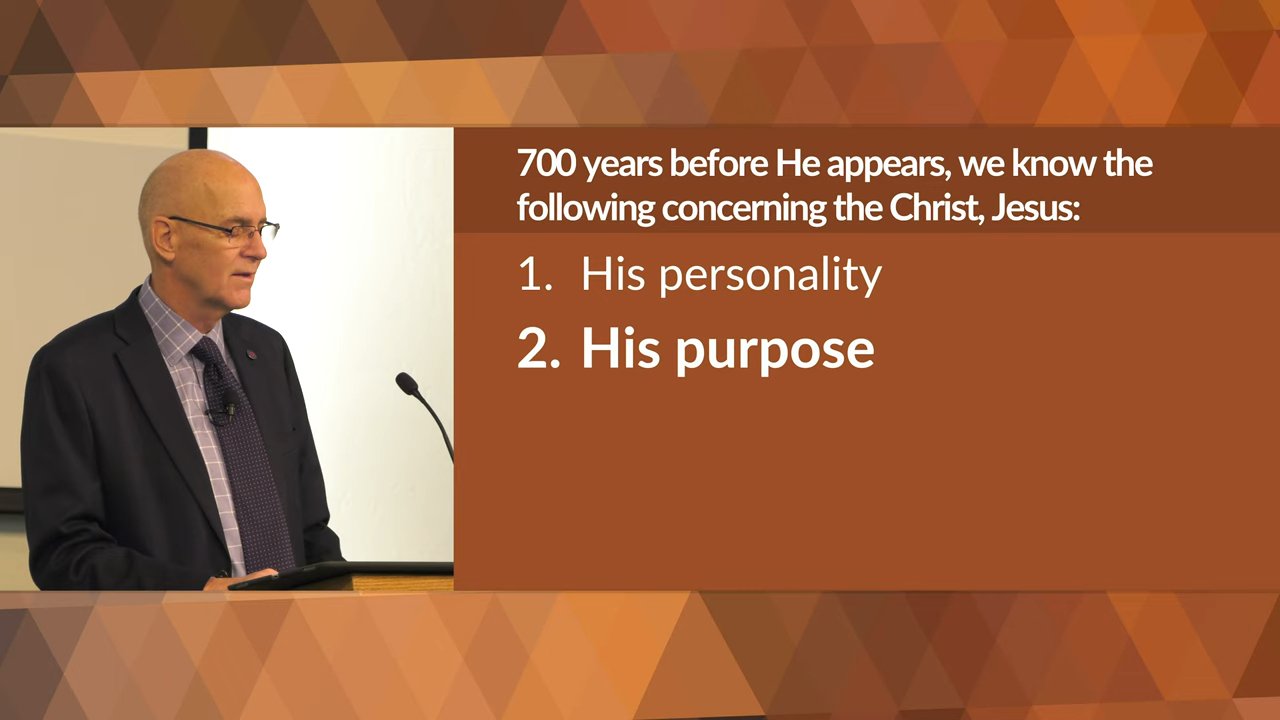 700 years before He appears, we know the
following concerning the Christ, Jesus:
1. His personality
2. His purpose